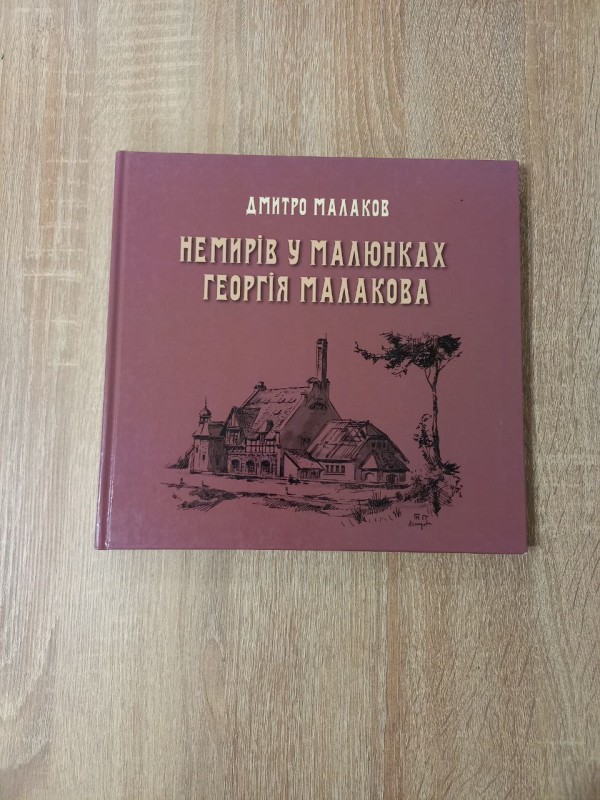 ДМИТРО МАЛАКОВ
НЕМИРІВ У МАЛЮНКАХ
ГЕОРГІЯ МАЛАКОВА